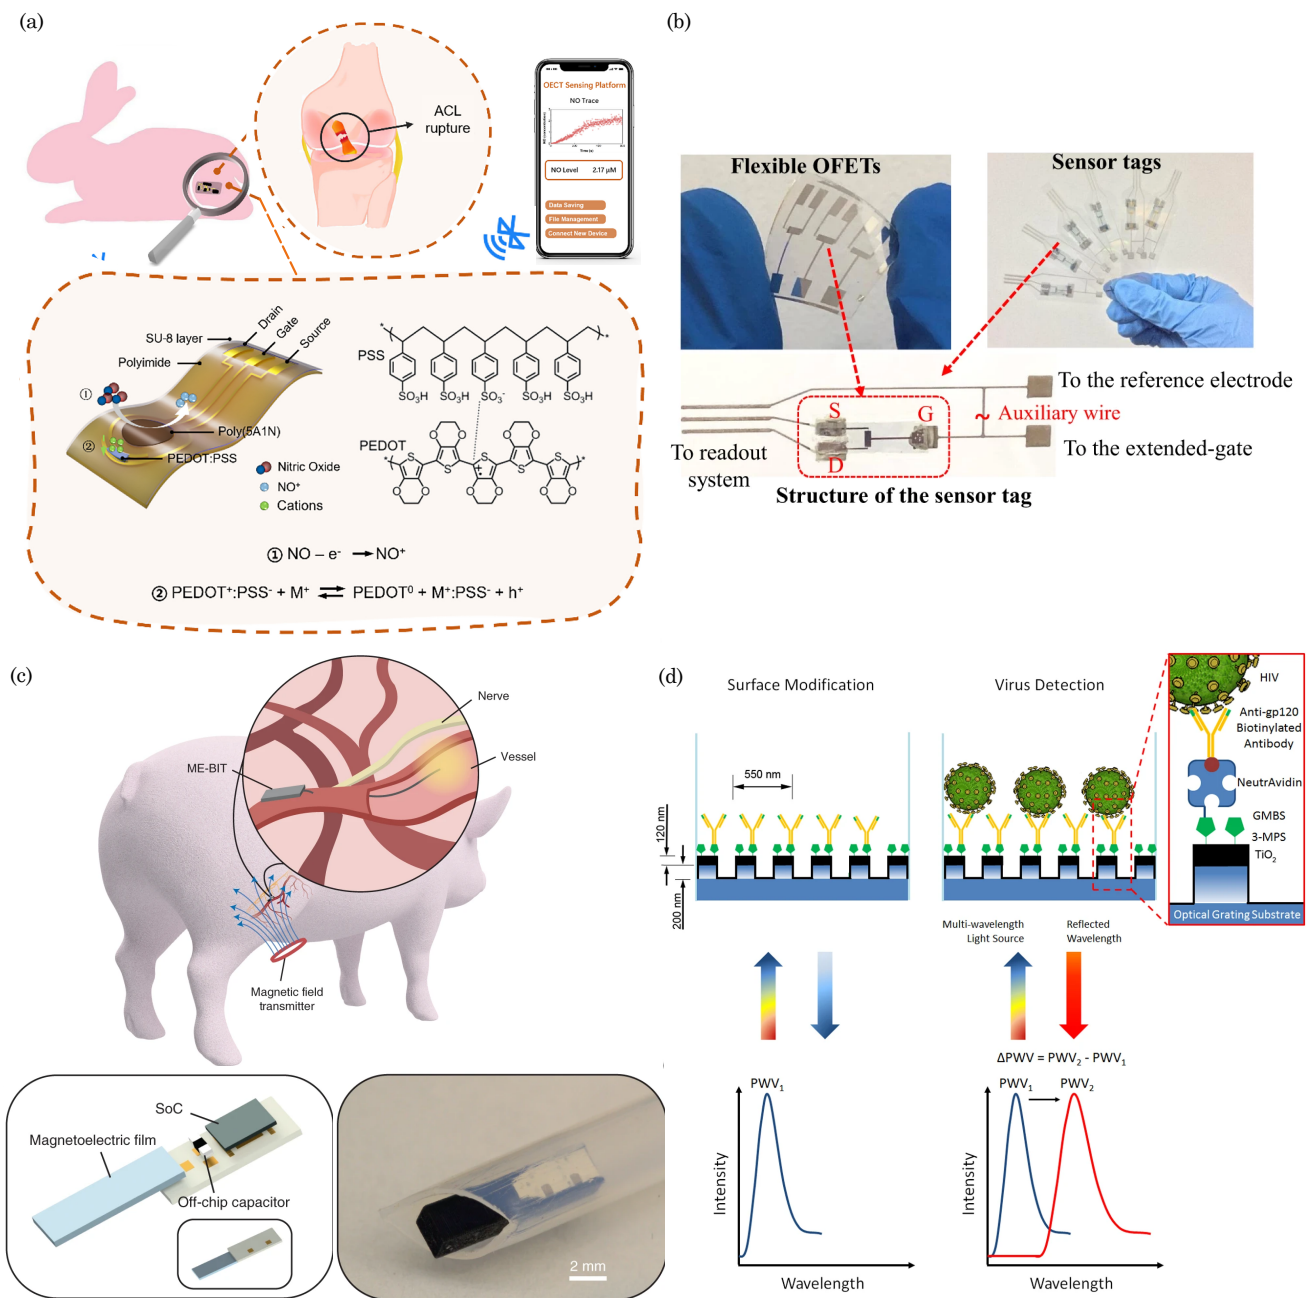 (a)
ACL
rupture
OECT Sensing Platform
NO Trace
Time (s)
NO Level 2.17 μM
Data Saving
File Management
Connect New Device
SU-8 layer
Drain
Gate
Source
Polyimide
①
②
Poly(5A1N)
PEDOT:PSS
Nitric Oxide
NO⁺
Cations
PSS
SO₃H SO₃H SO₃⁻ SO₃H SO₃H
PEDOT
① NO – e⁻ → NO⁺
② PEDOT⁺:PSS⁻ + M⁺ ⇌ PEDOT⁰ + M⁺:PSS⁻ + h⁺
(b)
Flexible OFETs
Sensor tags
To the reference electrode
S
G
D
~ Auxiliary wire
To readout
system
To the extended-gate
Structure of the sensor tag
(c)
Nerve
Vessel
ME-BIT
Magnetic field
transmitter
SoC
Magnetoelectric film
Off-chip capacitor
2 mm
(d)
Surface Modification
Virus Detection
550 nm
120 nm
200 nm
HIV
Anti-gp120
Biotinylated
Antibody
NeutrAvidin
GMBS
3-MPS
TiO₂
Optical Grating Substrate
Multi-wavelength
Light Source
Reflected
Wavelength
ΔPWV = PWV₂ - PWV₁
PWV₁
Intensity
Wavelength
PWV₁
PWV₂
Intensity
Wavelength